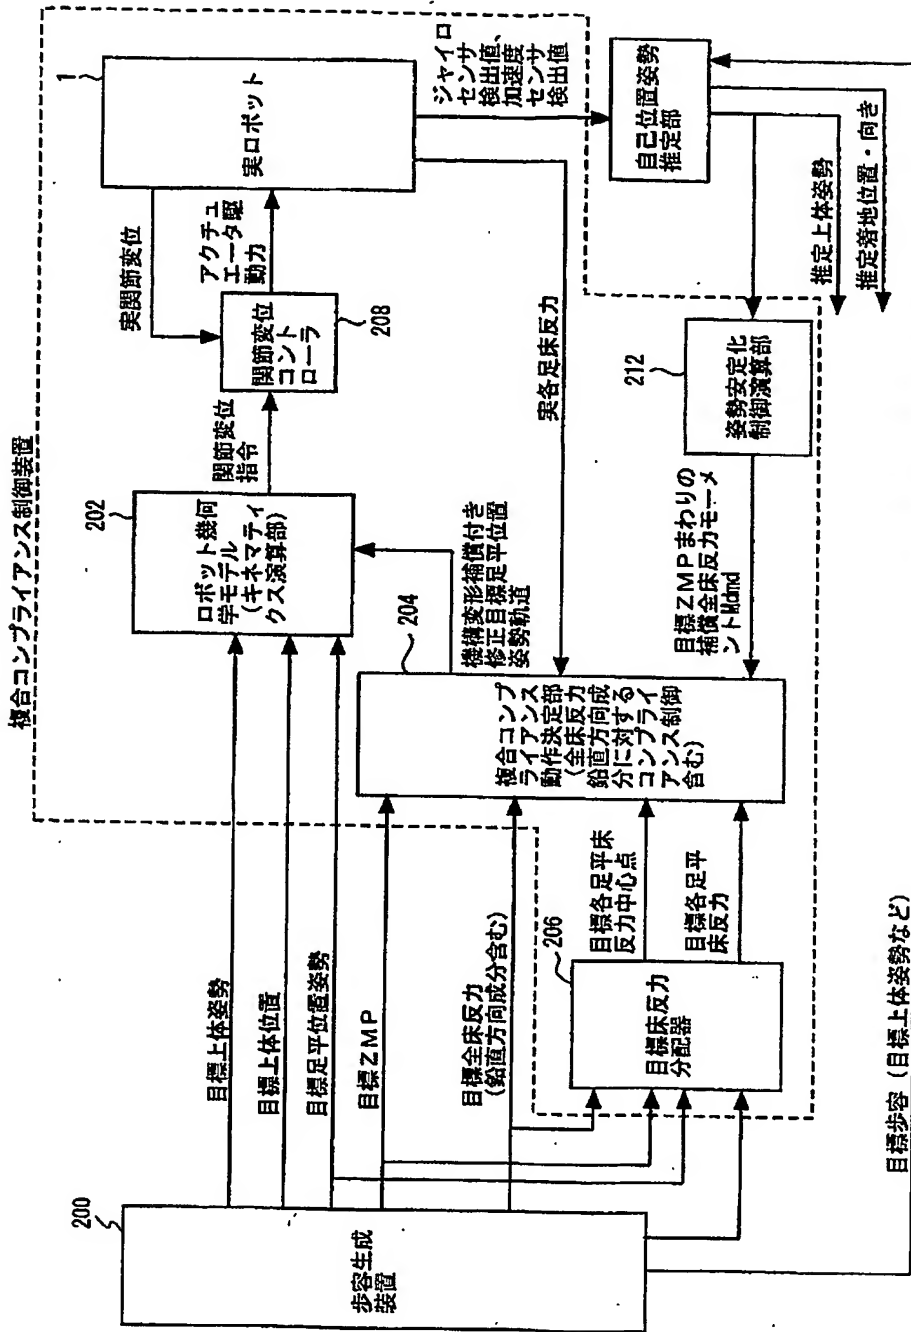 複合コンプライアンス制御装置
200
歩容生成
装置
目標上体姿勢
目標上体位置
目標足平位置姿勢
目標ZMP
目標全床反力
(鉛直方向成分含む)
206
目標床反力
分配器
目標各足平床
反力中心点
目標各足平
床反力
202
ロボット幾何
学モデル
(キネマティ
クス演算部)
204
複合コンプ
ライアンス
動作決定部
(全床反力
鉛直方向成
分に対する
コンプライ
アンス制御
含む)
機構変形補償付き
修正目標足平位置
姿勢軌道
関節変位
指令
関節変位
コント
ローラ
208
実関節変位
アクチュ
エータ駆
動力
1
実ロボット
実各足床反力
ジャイロ
センサ
検出値、
加速度
センサ
検出値
自己位置姿勢
推定部
推定上体姿勢
推定着地位置・向き
212
姿勢安定化
制御演算部
目標ZMPまわりの
補償全床反力モーメ
ントMdmd
目標歩容(目標上体姿勢など)